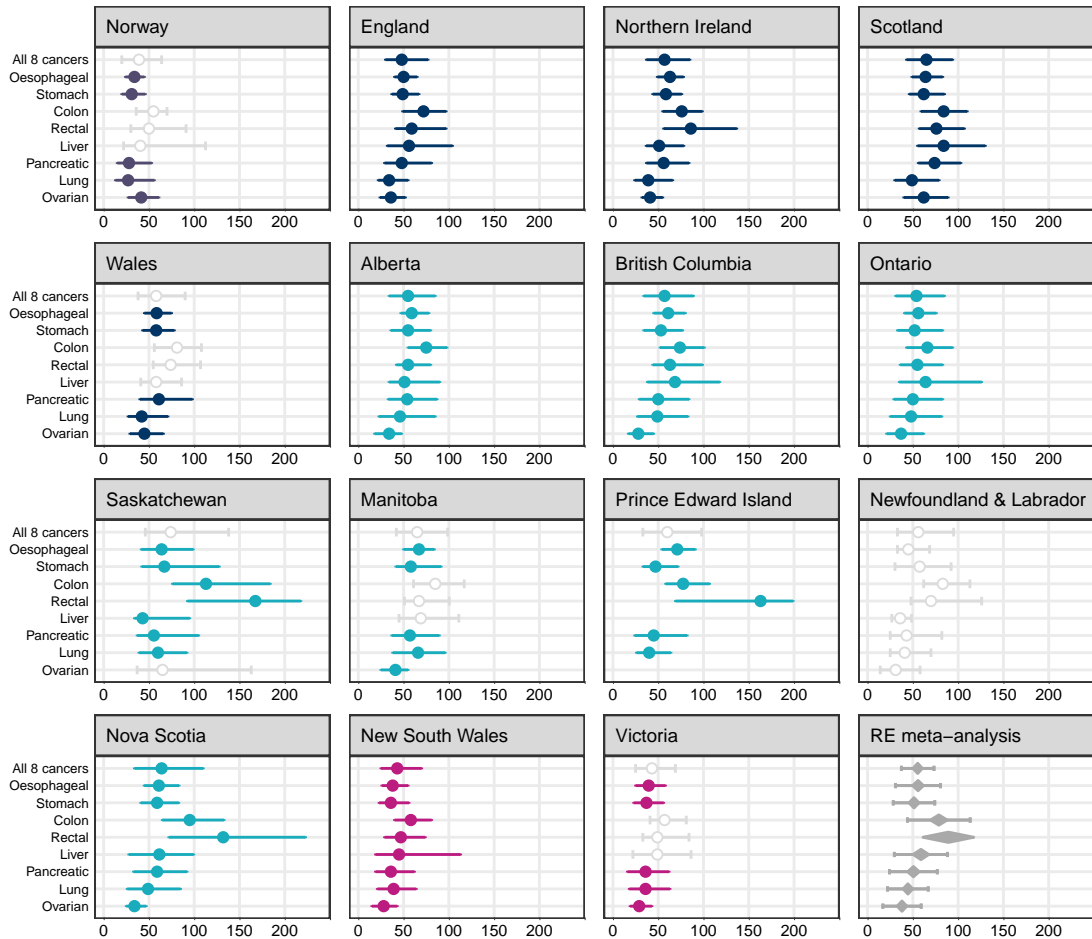 Norway England Northern Ireland Scotland
All 8 cancers
Oesophageal
Stomach
Colon
Rectal
Liver
Pancreatic
Lung
Ovarian
0 50 100 150 200 0 50 100 150 200 0 50 100 150 200 0 50 100 150 200
Wales Alberta British Columbia Ontario
All 8 cancers
Oesophageal
Stomach
Colon
Rectal
Liver
Pancreatic
Lung
Ovarian
0 50 100 150 200 0 50 100 150 200 0 50 100 150 200 0 50 100 150 200
Saskatchewan Manitoba Prince Edward Island Newfoundland & Labrador
All 8 cancers
Oesophageal
Stomach
Colon
Rectal
Liver
Pancreatic
Lung
Ovarian
0 50 100 150 200 0 50 100 150 200 0 50 100 150 200 0 50 100 150 200
Nova Scotia New South Wales Victoria RE meta−analysis
All 8 cancers
Oesophageal
Stomach
Colon
Rectal
Liver
Pancreatic
Lung
Ovarian
0 50 100 150 200 0 50 100 150 200 0 50 100 150 200 0 50 100 150 200